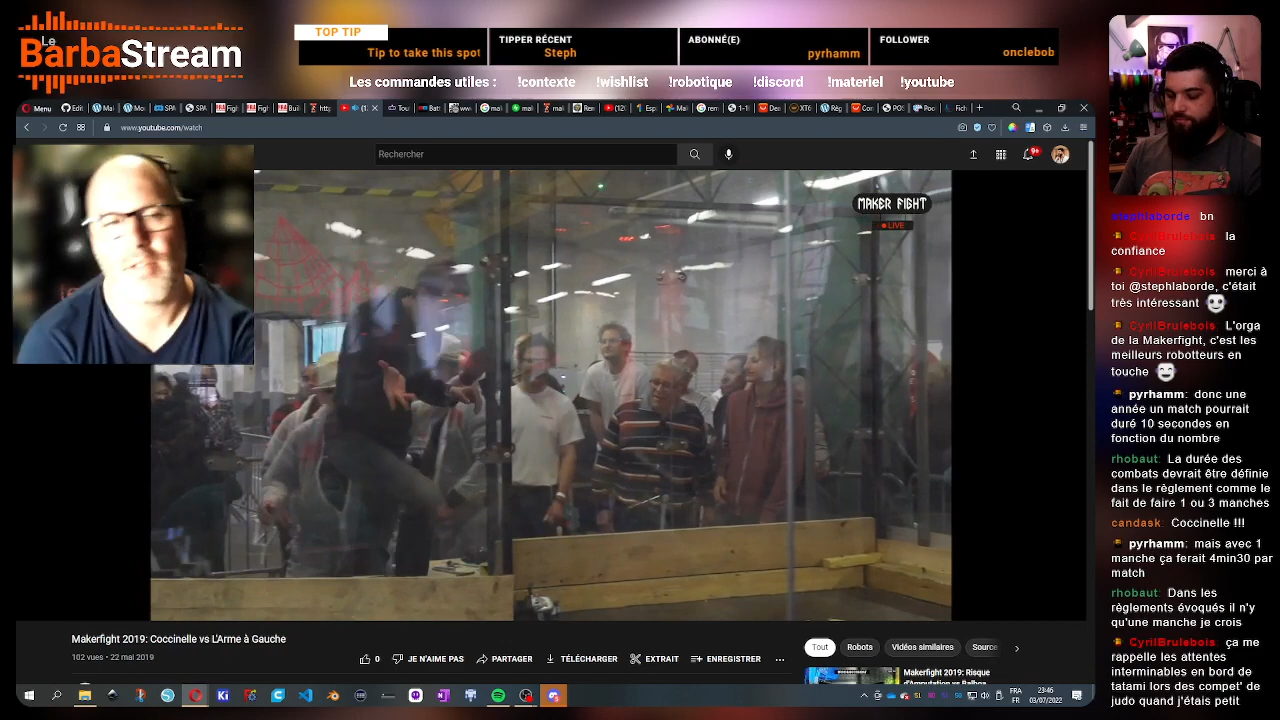 Le
BarbaStream
TOP TIP
Tip to take this spot
TIPPER RÉCENT
Steph
ABONNÉ(E)
pyrhamm
FOLLOWER
onclebob
Les commandes utiles : !contexte !wishlist !robotique !discord !materiel !youtube
Menu
www.youtube.com/watch
Rechercher
9+
MAKER FIGHT
LIVE
Makerfight 2019: Coccinelle vs L'Arme à Gauche
102 vues • 22 mai 2019
0
JE N'AIME PAS
PARTAGER
TÉLÉCHARGER
EXTRAIT
ENREGISTRER
Tout
Robots
Vidéos similaires
Source
Makerfight 2019: Risque
d'Amputation vs Balboa
FRA
FR
23:46
03/07/2022
stephlaborde: bn
CyrilBrulebois: la
confiance
CyrilBrulebois: merci à
toi @stephlaborde, c'était
très intéressant
CyrilBrulebois: L'orga
de la Makerfight, c'est les
meilleurs robotteurs en
touche
pyrhamm: donc une
année un match pourrait
duré 10 secondes en
fonction du nombre
rhobaut: La durée des
combats devrait être définie
dans le règlement comme le
fait de faire 1 ou 3 manches
candask: Coccinelle !!!
pyrhamm: mais avec 1
manche ça ferait 4min30 par
match
rhobaut: Dans les
règlements évoqués il n'y
qu'une manche je crois
CyrilBrulebois: ça me
rappelle les attentes
interminables en bord de
tatami lors des compet' de
judo quand j'étais petit